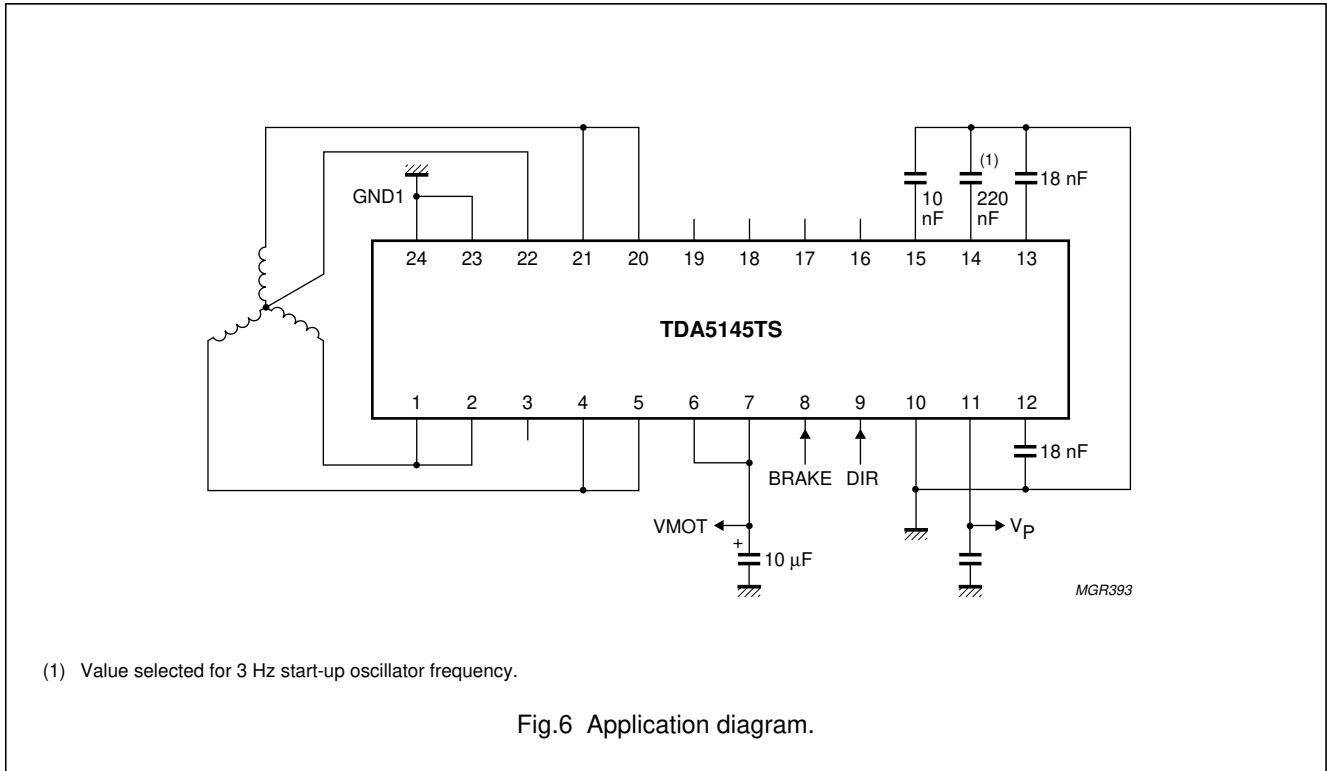 (1)
10 nF
220 nF
18 nF
GND1
24 23 22 21 20 19 18 17 16 15 14 13
TDA5145TS
1 2 3 4 5 6 7 8 9 10 11 12
18 nF
BRAKE DIR
VMOT
VP
+
10 μF
MGR393
(1) Value selected for 3 Hz start-up oscillator frequency.
Fig.6 Application diagram.